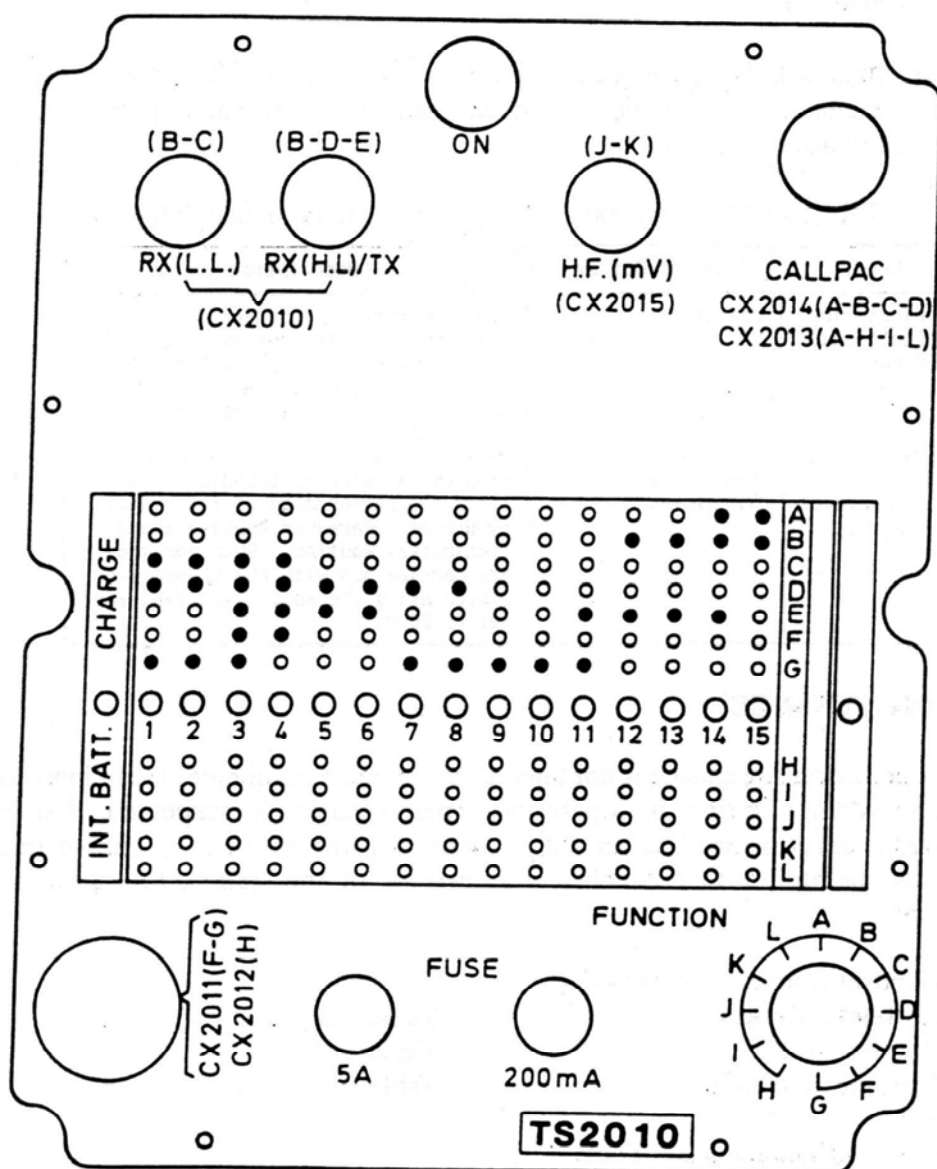 (B-C) (B-D-E) ON (J-K)
RX(L.L.) RX(H.L)/TX H.F.(mV) CALLPAC
(CX2010) (CX2015) CX2014(A-B-C-D)
CX2013(A-H-I-L)
INT.BATT. CHARGE
A
B
C
D
E
F
G
1 2 3 4 5 6 7 8 9 10 11 12 13 14 15
H
I
J
K
L
CX2011(F-G)
CX2012(H)
FUSE
5A 200mA
FUNCTION
A B C D E F G H I J K L
TS2010